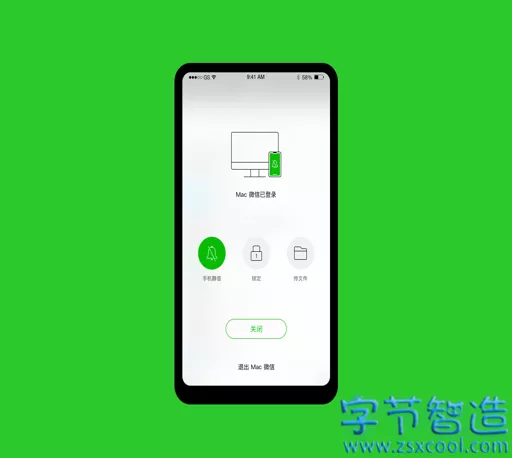 GS 9:41 AM 58%
Mac 微信已登录
手机静音 锁定 传文件
关闭
退出 Mac 微信
字节智造
www.zsxcool.com